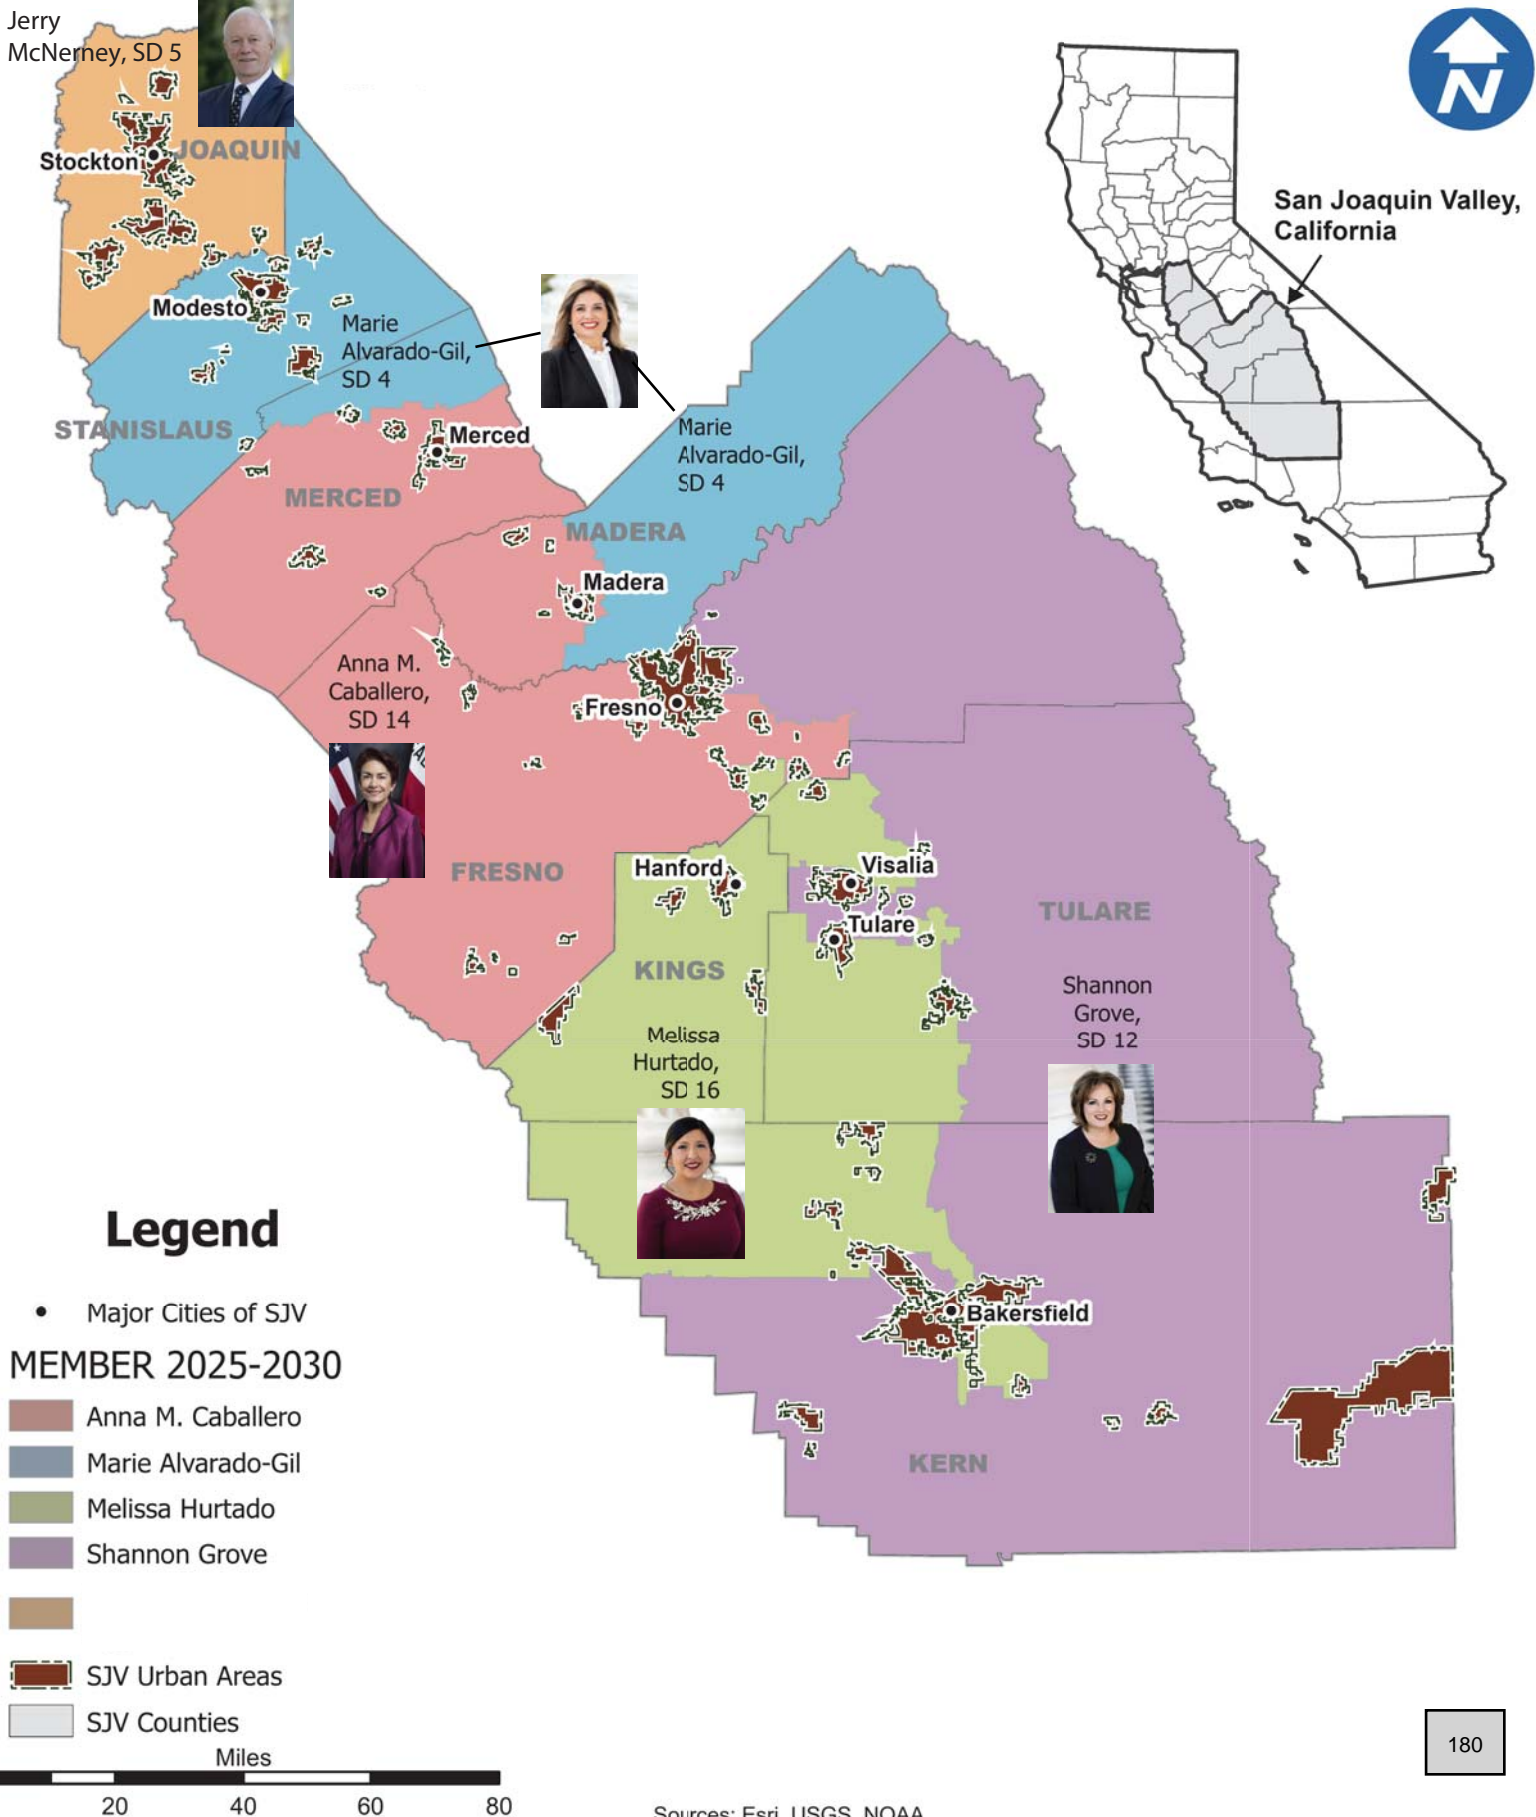 Jerry
McNerney, SD 5
N
JOAQUIN
Stockton
San Joaquin Valley,
California
Modesto
Marie
Alvarado-Gil,
SD 4
STANISLAUS
Merced
Marie
Alvarado-Gil,
SD 4
MERCED
MADERA
Madera
Anna M.
Caballero,
SD 14
Fresno
FRESNO
Hanford
Visalia
Tulare
TULARE
KINGS
Shannon
Grove,
SD 12
Melissa
Hurtado,
SD 16
Bakersfield
KERN
Legend
Major Cities of SJV
MEMBER 2025-2030
Anna M. Caballero
Marie Alvarado-Gil
Melissa Hurtado
Shannon Grove
SJV Urban Areas
SJV Counties
Miles
20 40 60 80
180
Sources: Esri, USGS, NOAA